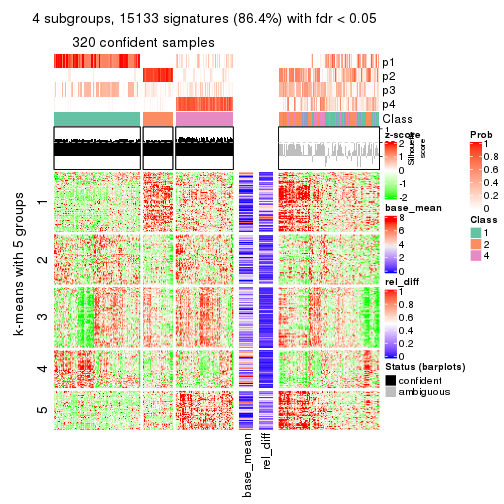 4 subgroups, 15133 signatures (86.4%) with fdr < 0.05
320 confident samples
p1
p2
p3
p4
Class
1
Silhouette
score
k-means with 5 groups
1
2
3
4
5
base_mean
rel_diff
z-score
2
1
0
-2
base_mean
8
6
4
2
0
rel_diff
1
0.8
0.6
0.4
0.2
0
Status (barplots)
confident
ambiguous
Prob
1
0.8
0.6
0.4
0.2
0
Class
1
2
4